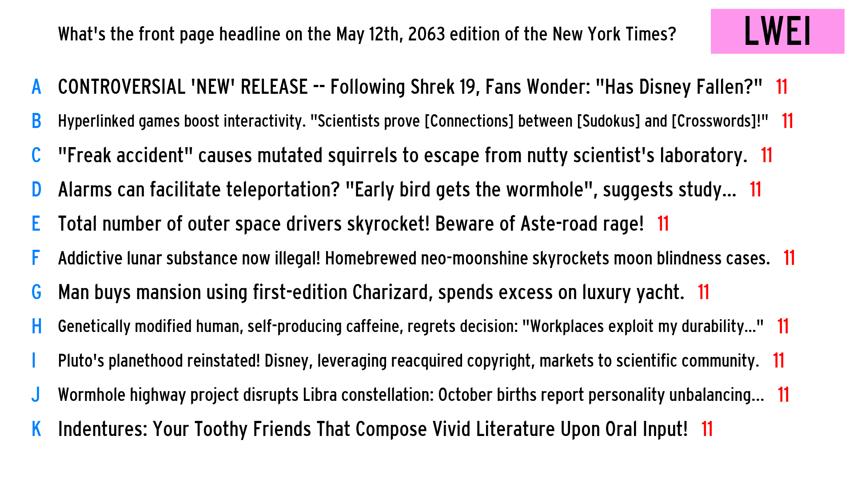 What's the front page headline on the May 12th, 2063 edition of the New York Times?
LWEI
A CONTROVERSIAL 'NEW' RELEASE -- Following Shrek 19, Fans Wonder: "Has Disney Fallen?" 11
B Hyperlinked games boost interactivity. "Scientists prove [Connections] between [Sudokus] and [Crosswords]!" 11
C "Freak accident" causes mutated squirrels to escape from nutty scientist's laboratory. 11
D Alarms can facilitate teleportation? "Early bird gets the wormhole", suggests study... 11
E Total number of outer space drivers skyrocket! Beware of Aste-road rage! 11
F Addictive lunar substance now illegal! Homebrewed neo-moonshine skyrockets moon blindness cases. 11
G Man buys mansion using first-edition Charizard, spends excess on luxury yacht. 11
H Genetically modified human, self-producing caffeine, regrets decision: "Workplaces exploit my durability..." 11
I Pluto's planethood reinstated! Disney, leveraging reacquired copyright, markets to scientific community. 11
J Wormhole highway project disrupts Libra constellation: October births report personality unbalancing... 11
K Indentures: Your Toothy Friends That Compose Vivid Literature Upon Oral Input! 11